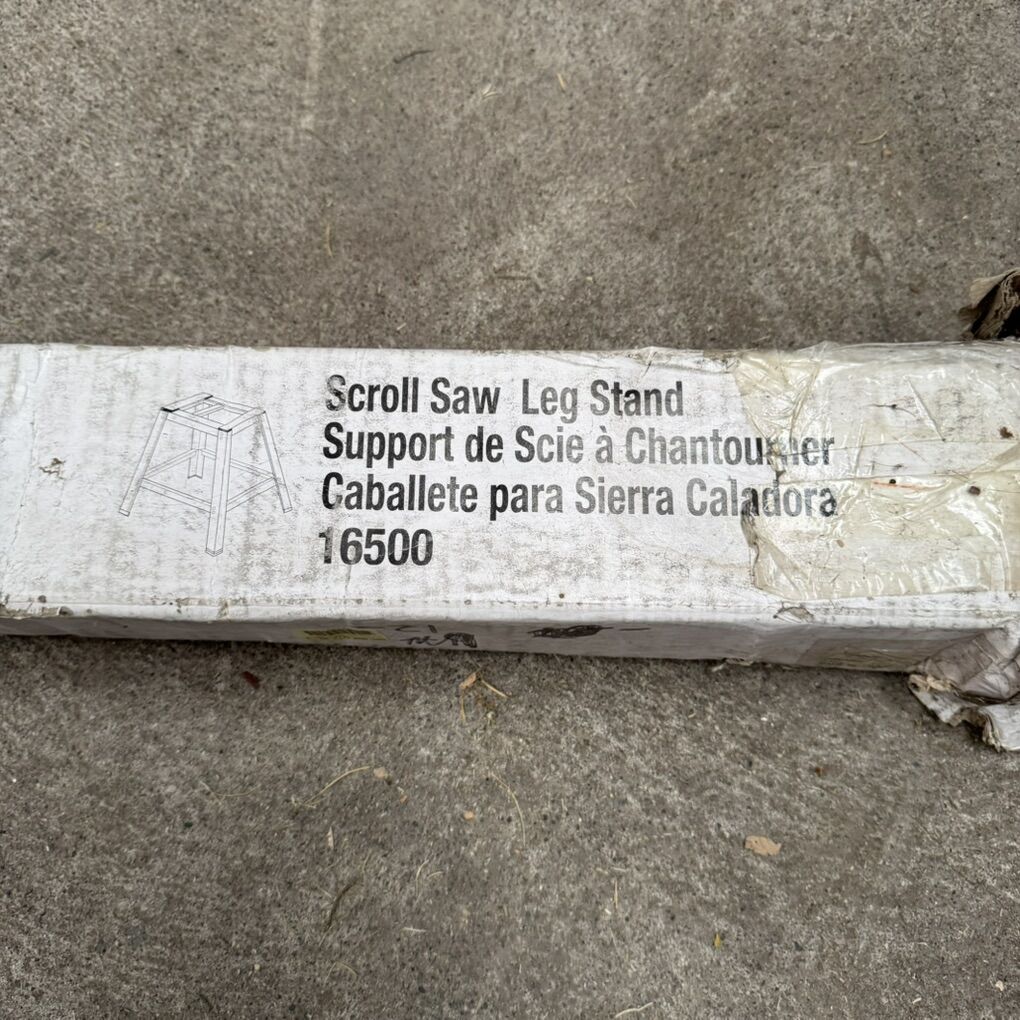 Scroll Saw Leg Stand
Support de Scie à Chantourner
Caballete para Sierra Caladora
16500